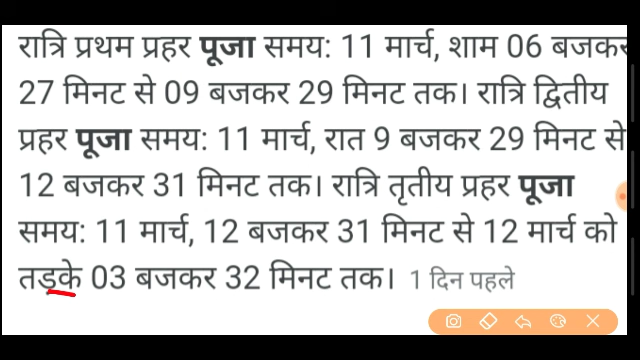 रात्रि प्रथम प्रहर पूजा समय: 11 मार्च, शाम 06 बजकर
27 मिनट से 09 बजकर 29 मिनट तक। रात्रि द्वितीय
प्रहर पूजा समय: 11 मार्च, रात 9 बजकर 29 मिनट से
12 बजकर 31 मिनट तक। रात्रि तृतीय प्रहर पूजा
समय: 11 मार्च, 12 बजकर 31 मिनट से 12 मार्च को
तड़के 03 बजकर 32 मिनट तक। 1 दिन पहले